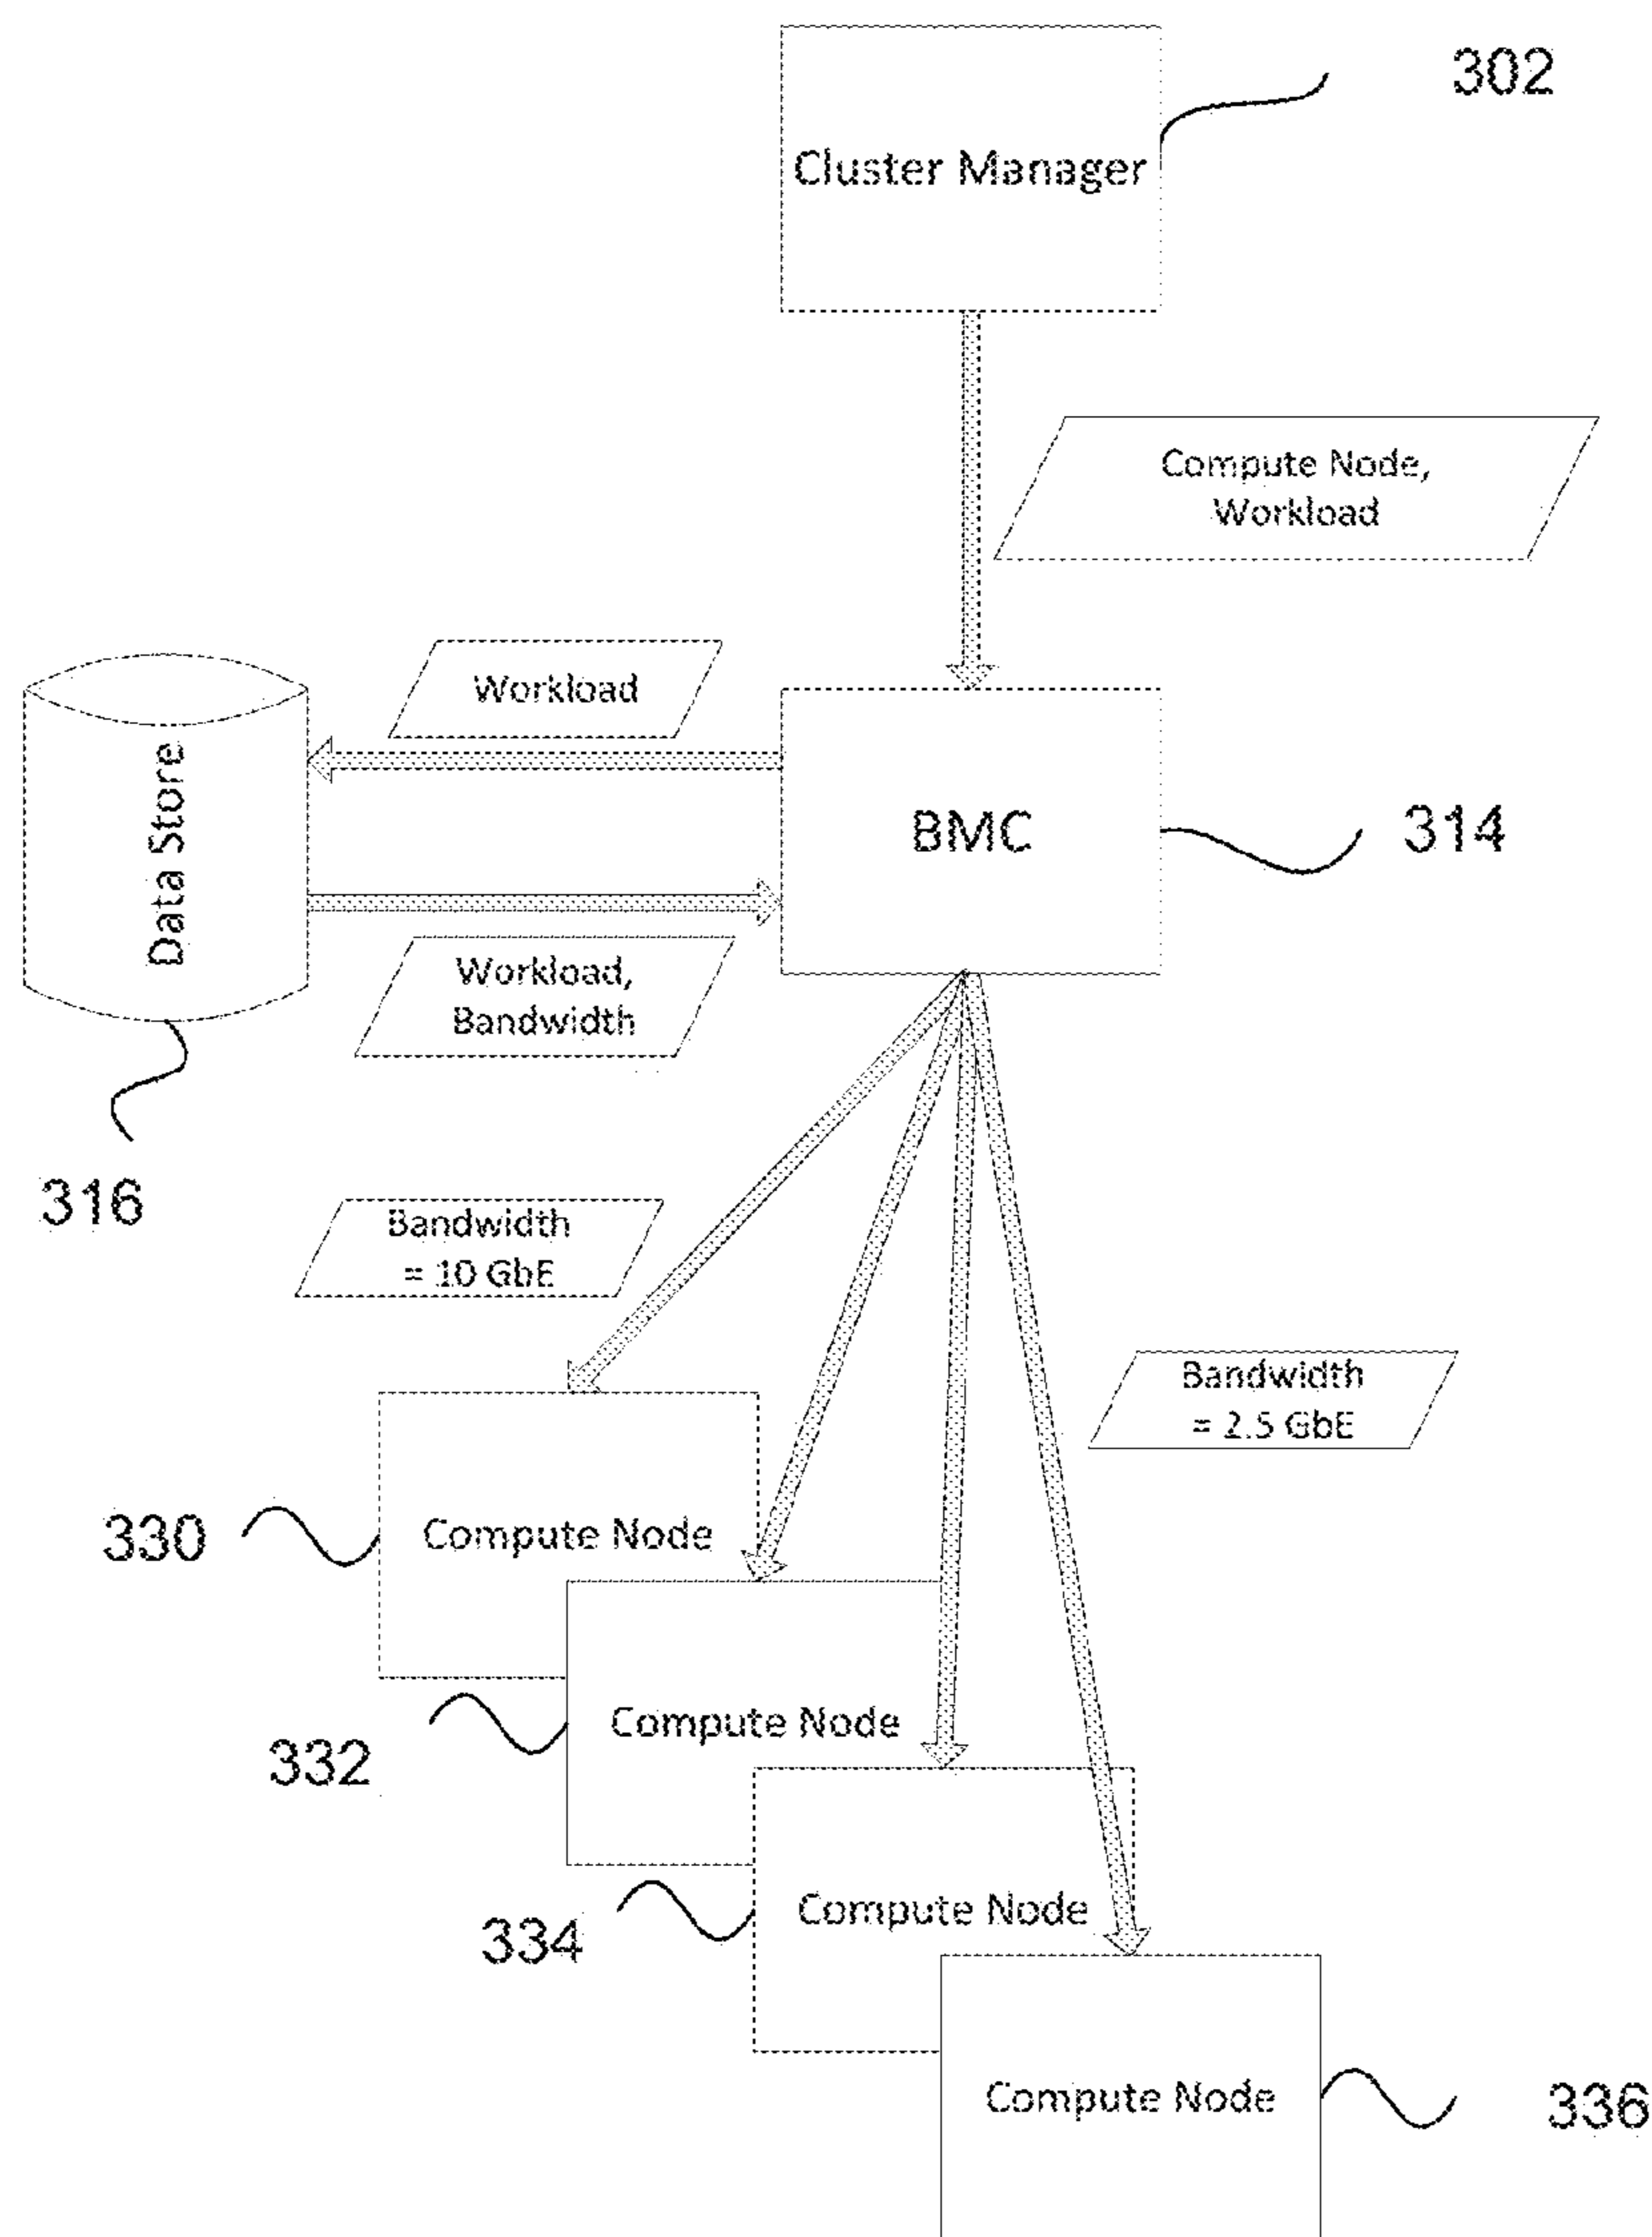 302
Cluster Manager
Compute Node,
Workload
Workload
Data Store
BMC
314
Workload,
Bandwidth
316
Bandwidth
= 10 GbE
Bandwidth
= 2.5 GbE
330
Compute Node
332
Compute Node
334
Compute Node
Compute Node
336